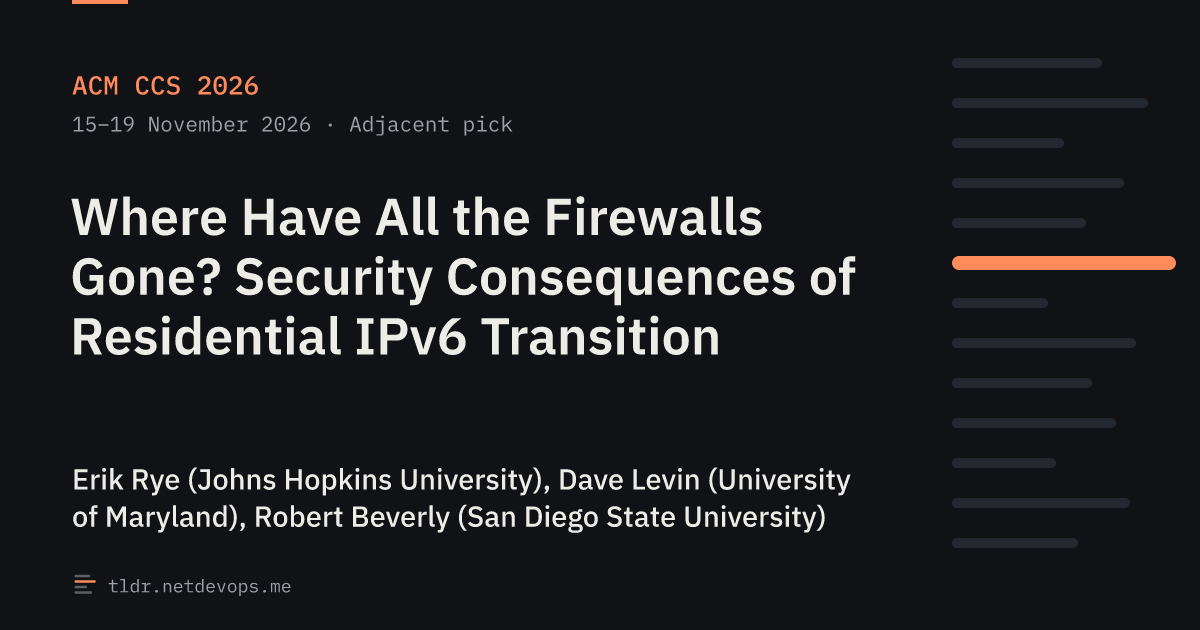 ACM CCS 2026
15–19 November 2026 · Adjacent pick
Where Have All the Firewalls
Gone? Security Consequences of
Residential IPv6 Transition
Erik Rye (Johns Hopkins University), Dave Levin (University
of Maryland), Robert Beverly (San Diego State University)
tldr.netdevops.me